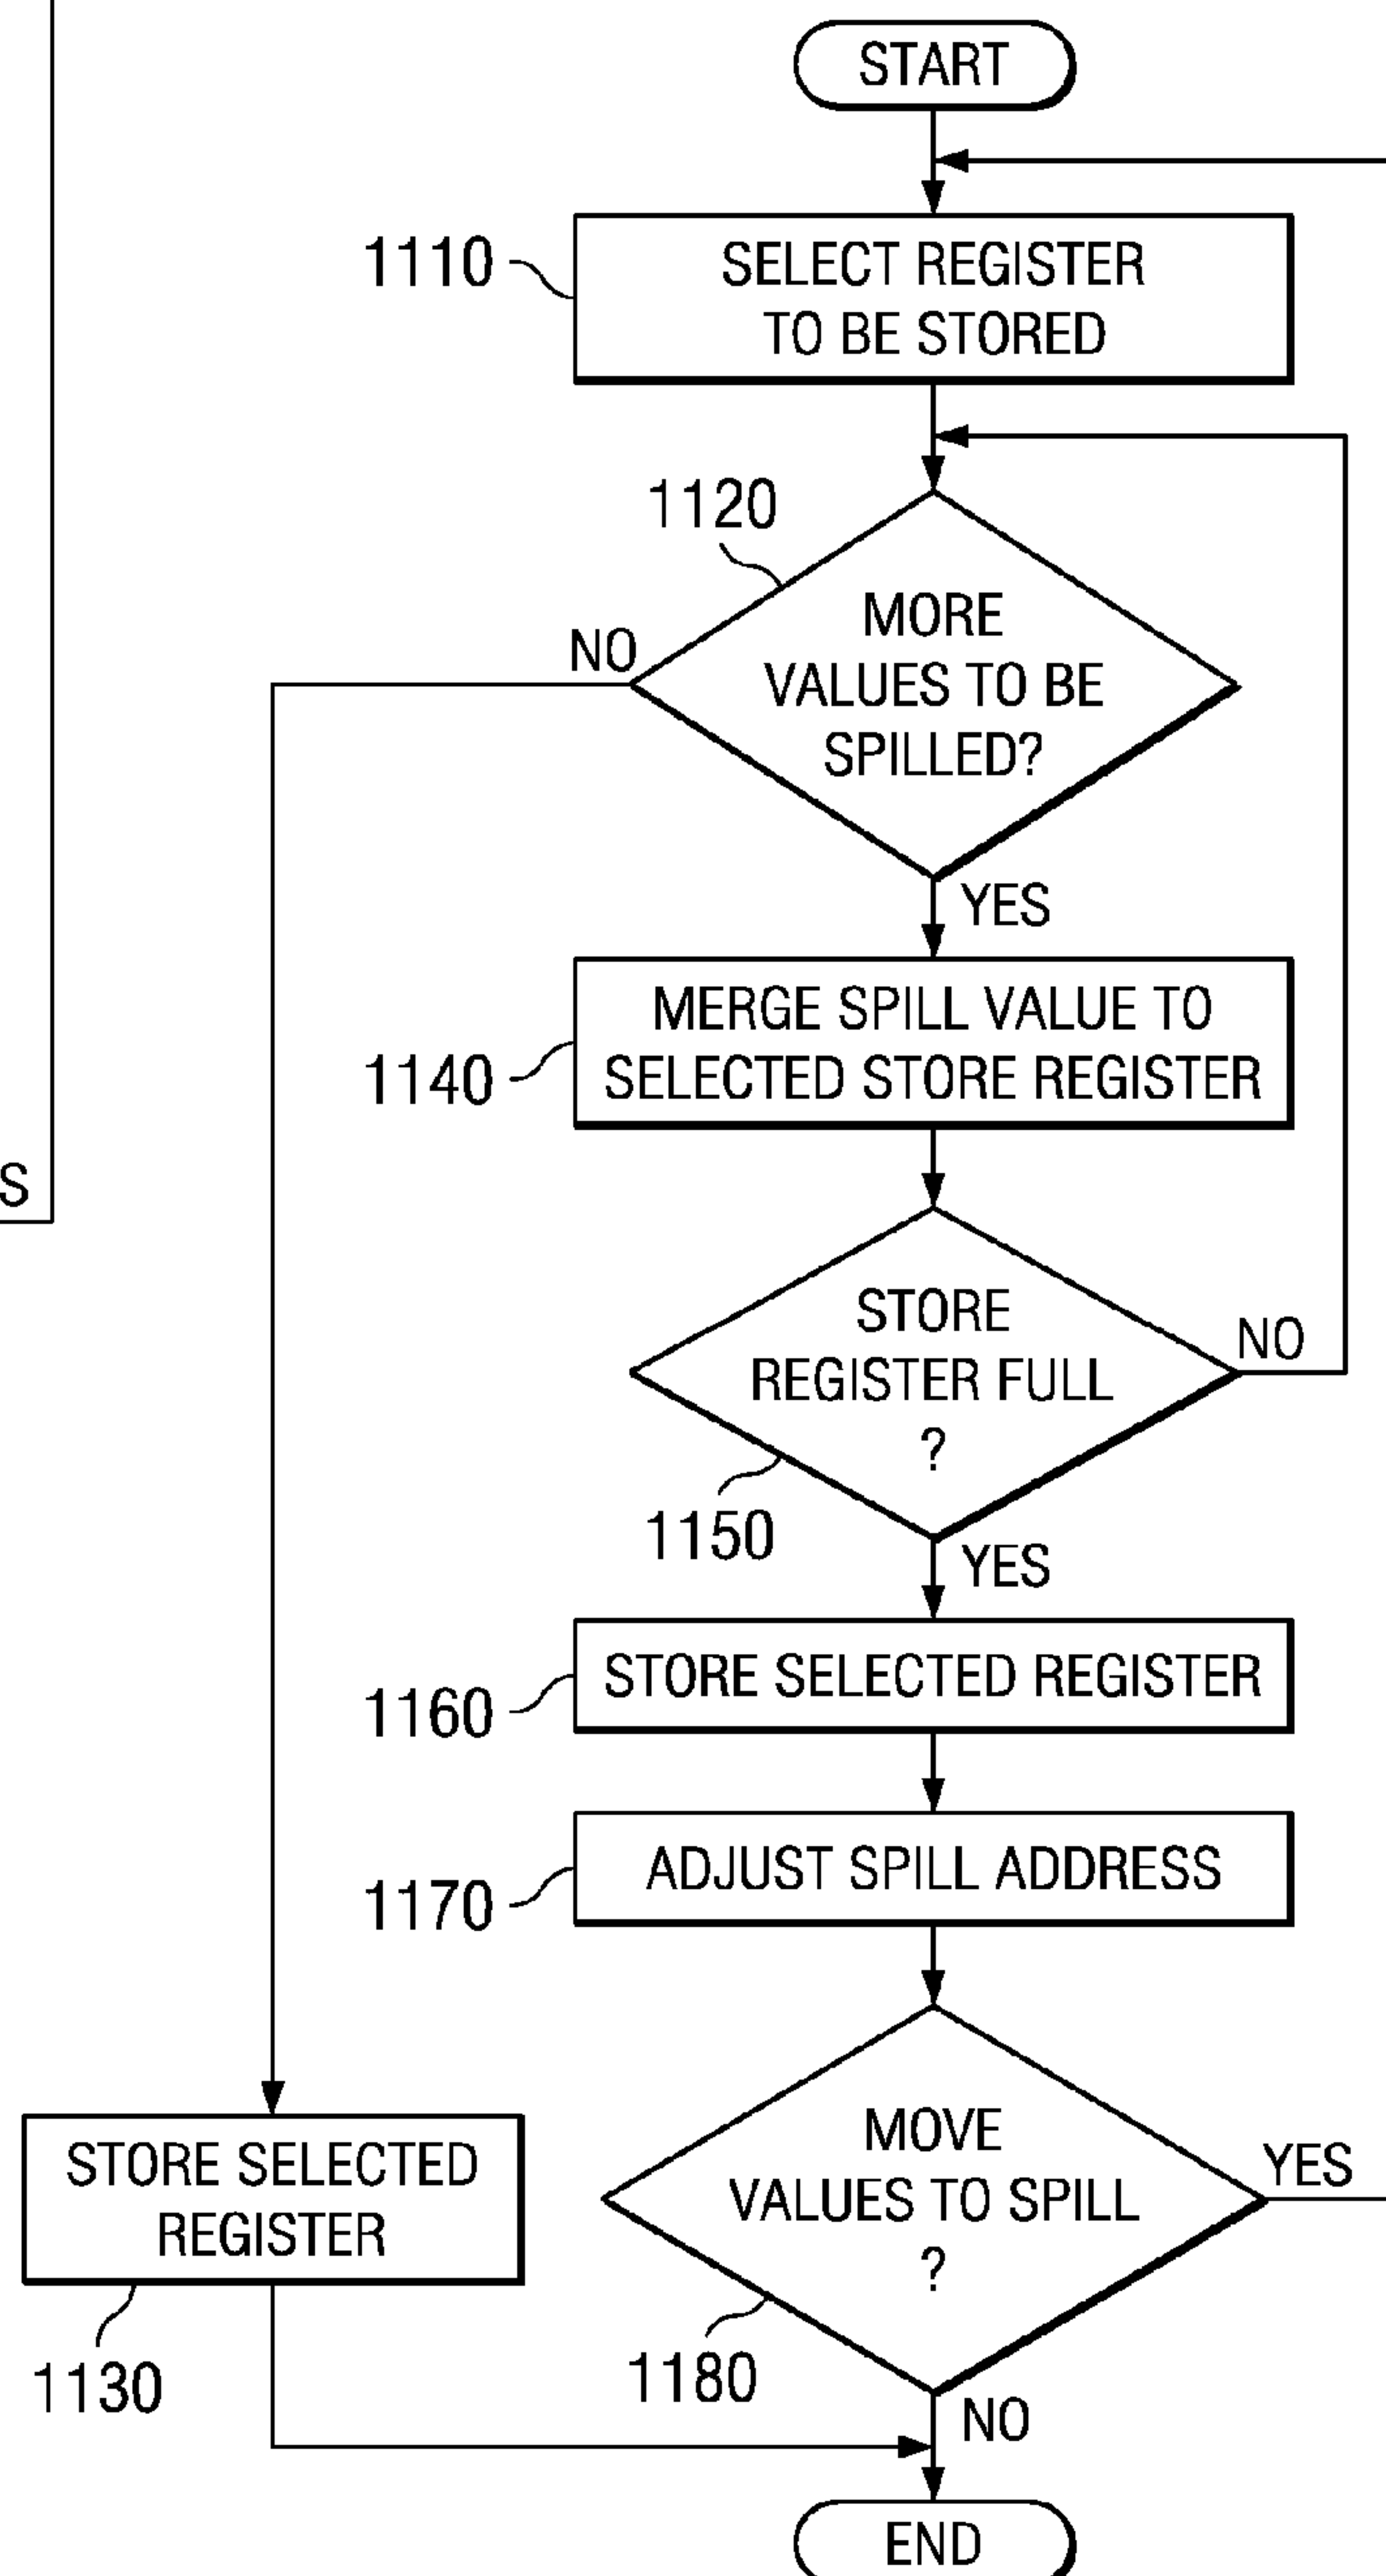 START
1110
SELECT REGISTER
TO BE STORED
1120
MORE
VALUES TO BE
SPILLED?
NO
YES
1140
MERGE SPILL VALUE TO
SELECTED STORE REGISTER
S
STORE
REGISTER FULL
?
NO
1150
YES
1160
STORE SELECTED REGISTER
1170
ADJUST SPILL ADDRESS
MOVE
VALUES TO SPILL
?
YES
STORE SELECTED
REGISTER
1130
1180
NO
END